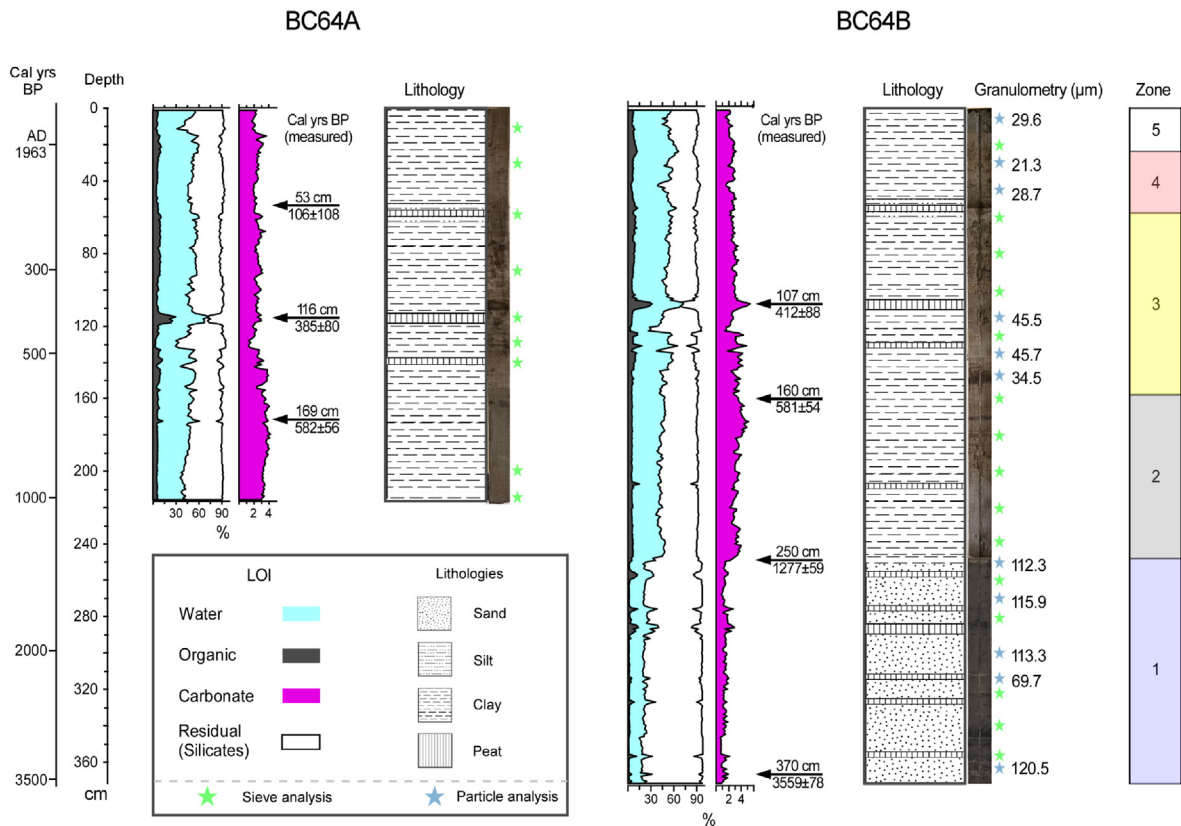 BC64A
BC64B
Cal yrs
BP
Depth
Lithology
Cal yrs BP
(measured)
Lithology
Granulometry (µm)
Zone
Cal yrs BP
(measured)
AD
1963
300
500
1000
2000
3500
0
40
80
120
160
200
240
280
320
360
cm
53 cm
106±108
116 cm
385±80
169 cm
582±56
30 60 90
%
2 4
107 cm
412±88
160 cm
581±54
250 cm
1277±59
370 cm
3559±78
30 60 90
%
2 4
29.6
21.3
28.7
45.5
45.7
34.5
112.3
115.9
113.3
69.7
120.5
5
4
3
2
1
LOI
Water
Organic
Carbonate
Residual
(Silicates)
Lithologies
Sand
Silt
Clay
Peat
Sieve analysis
Particle analysis